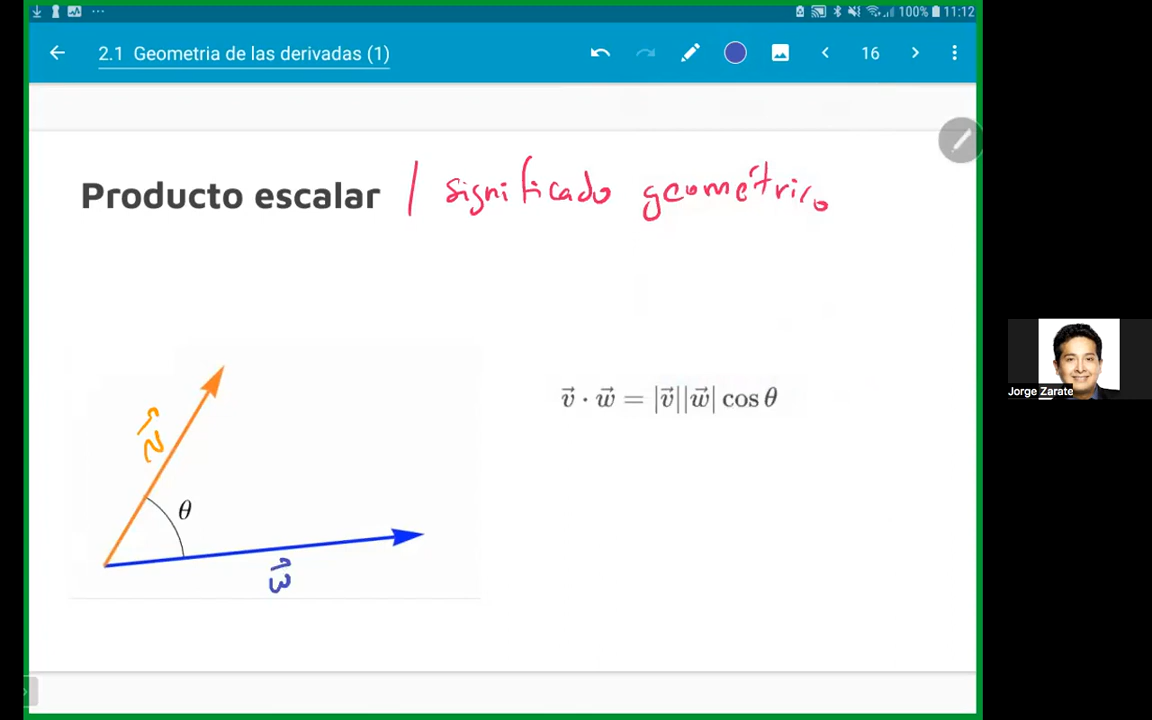 100% 11:12
2.1 Geometria de las derivadas (1) 16
Producto escalar / significado geométrico
v⃗ · w⃗ = |v⃗||w⃗| cos θ
v⃗
θ
w⃗
Jorge Zarate